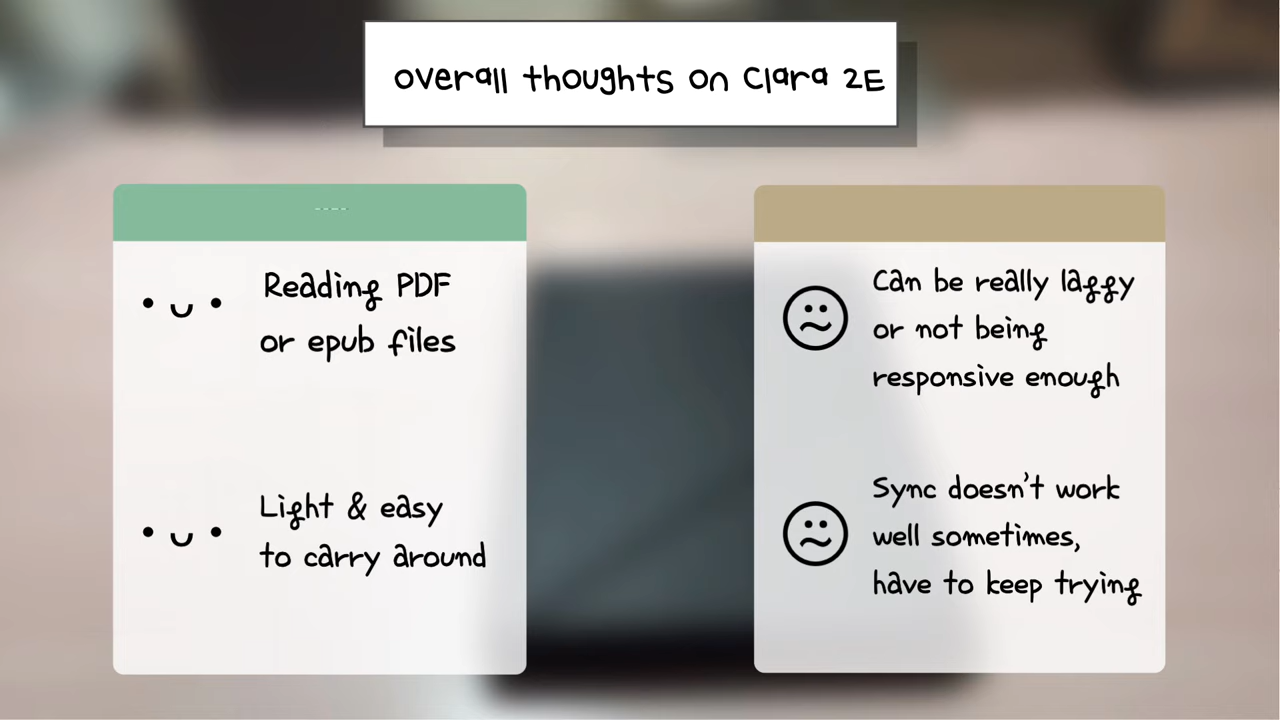 overall thoughts on Clara 2E
Reading PDF
or epub files
Light & easy
to carry around
Can be really laggy
or not being
responsive enough
Sync doesn't work
well sometimes,
have to keep trying